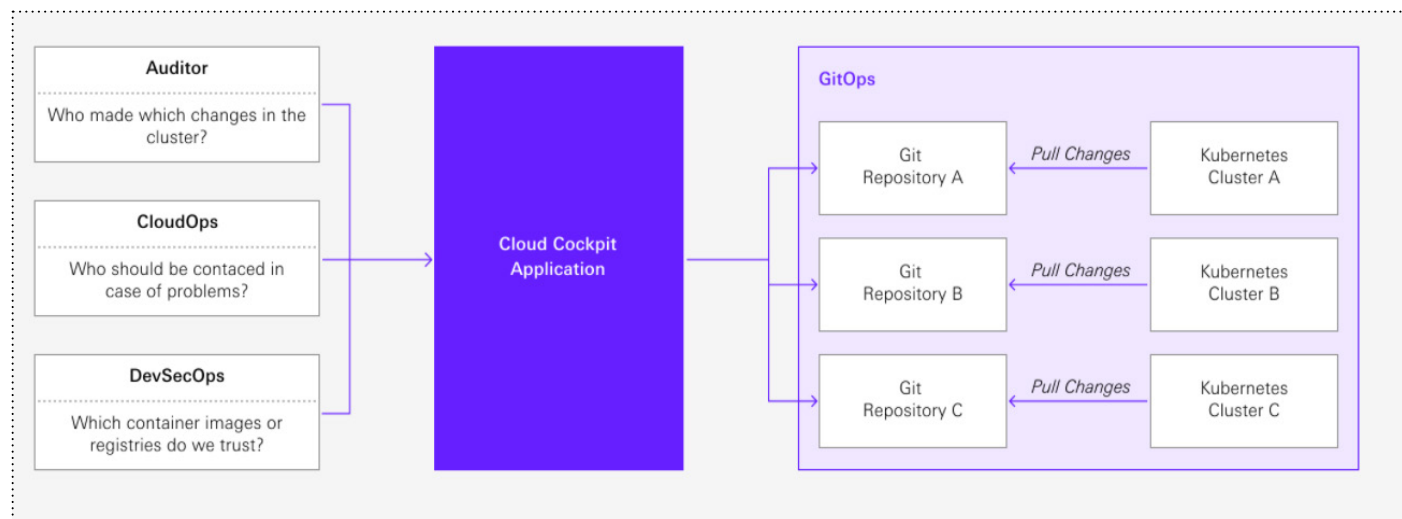 Auditor
Who made which changes in the
cluster?
CloudOps
Who should be contaced in
case of problems?
DevSecOps
Which container images or
registries do we trust?
Cloud Cockpit
Application
GitOps
Git
Repository A
Pull Changes
Kubernetes
Cluster A
Git
Repository B
Pull Changes
Kubernetes
Cluster B
Git
Repository C
Pull Changes
Kubernetes
Cluster C